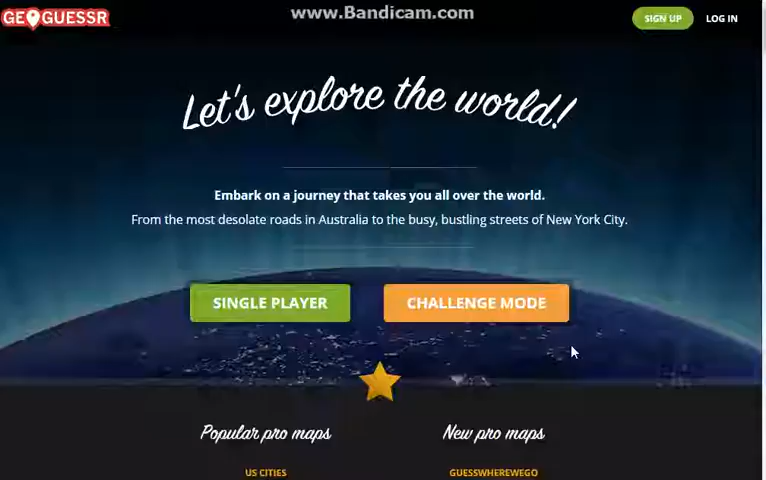 GEOGUESSR
www.Bandicam.com
SIGN UP
LOG IN
Let's explore the world!
Embark on a journey that takes you all over the world.
From the most desolate roads in Australia to the busy, bustling streets of New York City.
SINGLE PLAYER
CHALLENGE MODE
Popular pro maps
New pro maps
US CITIES
GUESSWHEREWEGO